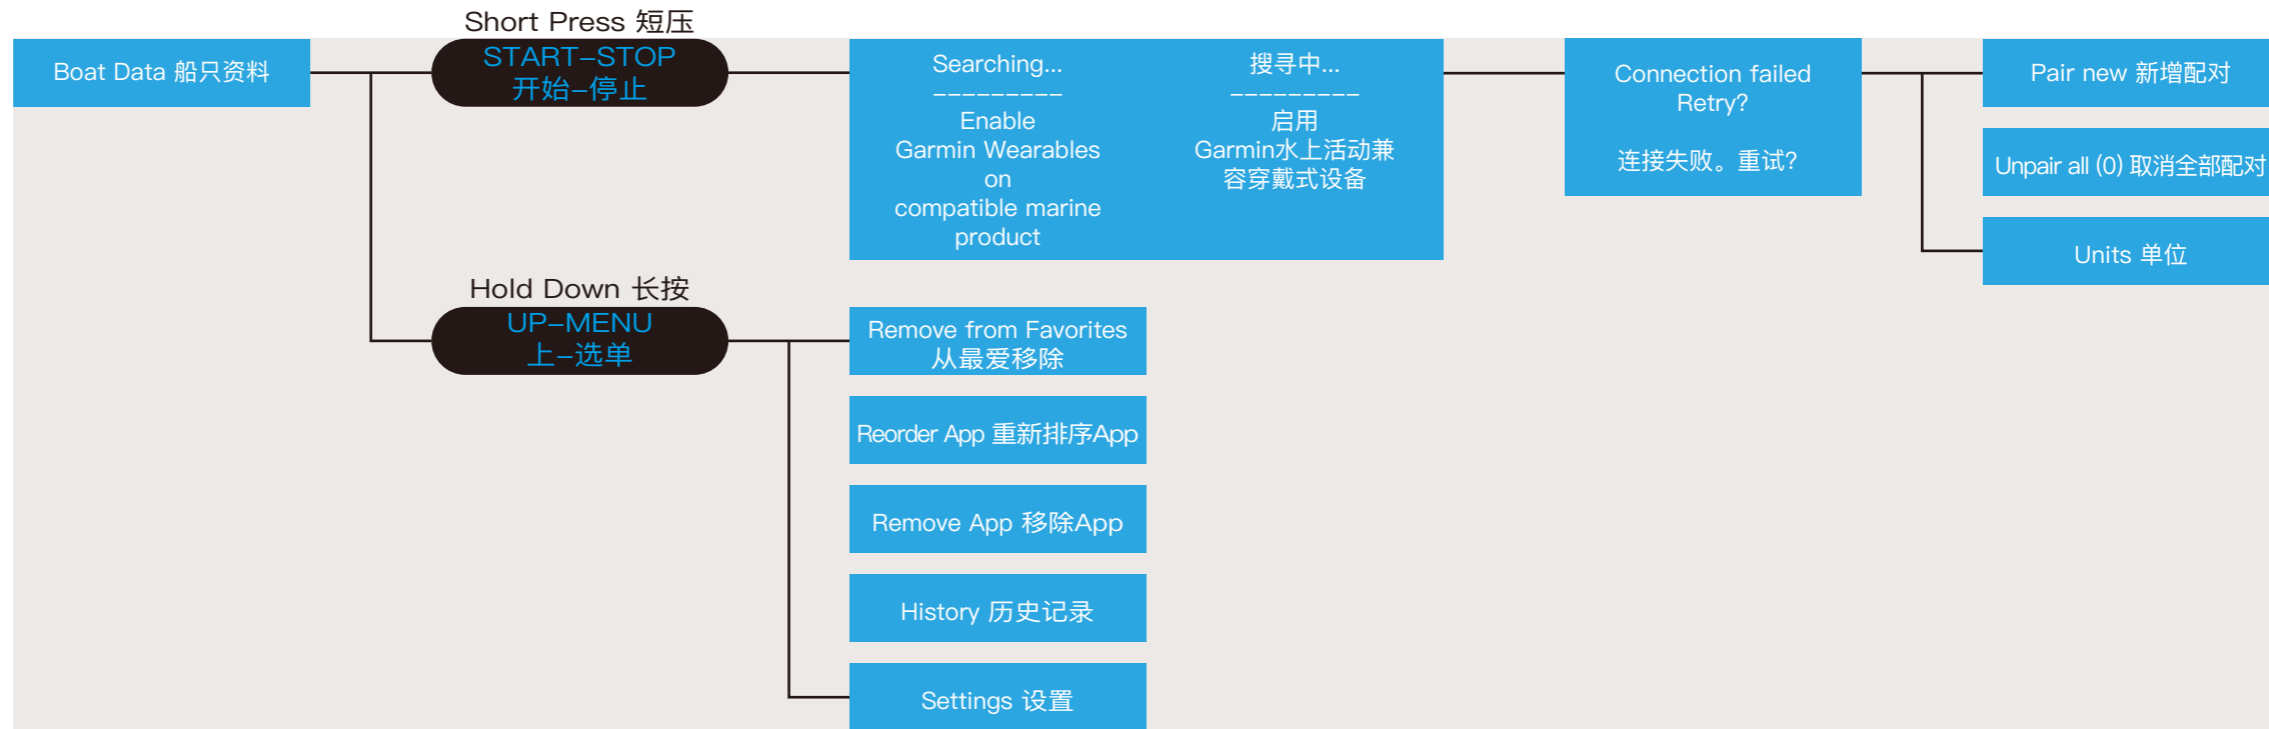 Short Press 短压
Boat Data 船只资料
START-STOP
开始-停止
Searching...
---------
Enable
Garmin Wearables
on
compatible marine
product
搜寻中...
---------
启用
Garmin水上活动兼
容穿戴式设备
Connection failed
Retry?
连接失败。重试?
Pair new 新增配对
Unpair all (0) 取消全部配对
Units 单位
Hold Down 长按
UP-MENU
上-选单
Remove from Favorites
从最爱移除
Reorder App 重新排序App
Remove App 移除App
History 历史记录
Settings 设置